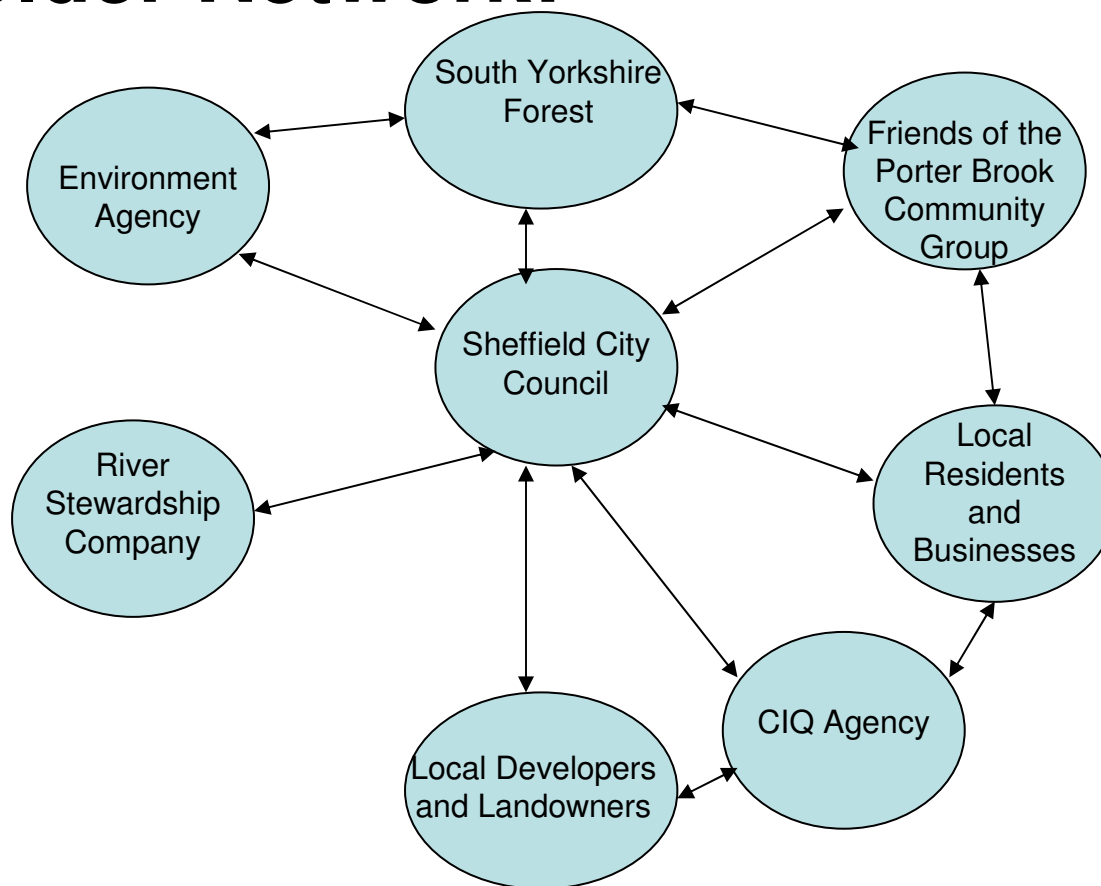 South Yorkshire
Forest
Friends of the
Porter Brook
Community
Group
Environment
Agency
Sheffield City
Council
River
Stewardship
Company
Local
Residents
and
Businesses
CIQ Agency
Local Developers
and Landowners